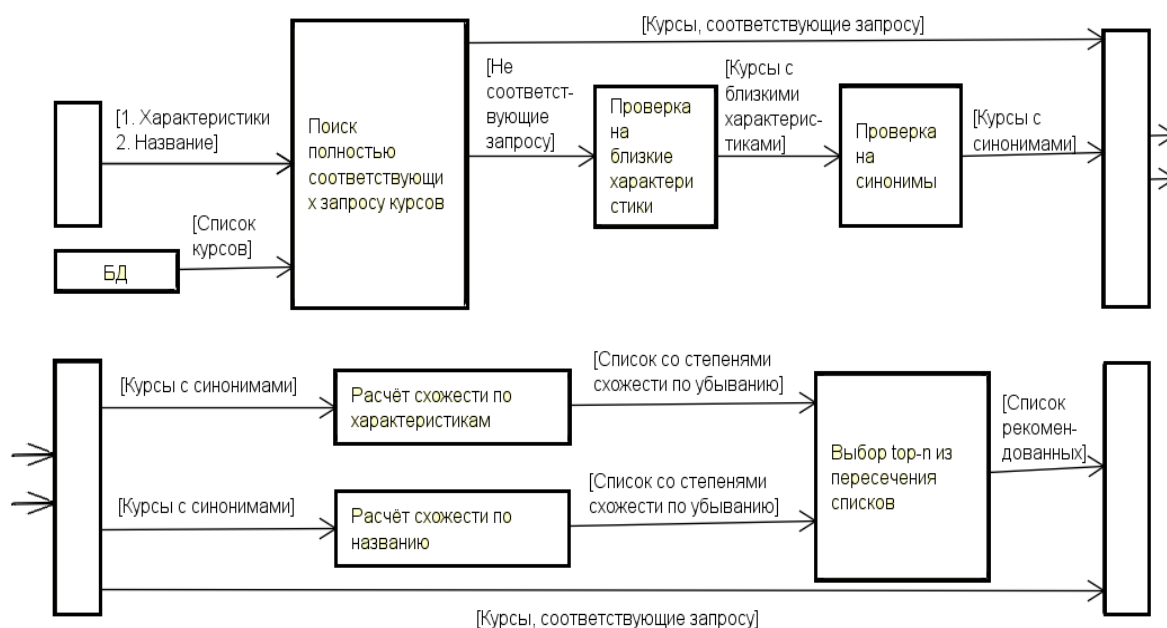 [Курсы, соответствующие запросу]
[1. Характеристики
2. Название]
Поиск
полностью
соответствующи
х запросу курсов
[Не
соответст-
вующие
запросу]
Проверка
на
близкие
характери
стики
[Курсы с
близкими
характерис-
тиками]
Проверка
на
синонимы
[Курсы с
синонимами]
[Список
курсов]
БД
[Курсы с синонимами]
Расчёт схожести по
характеристикам
[Список со степенями
схожести по убыванию]
Выбор top-n из
пересечения
списков
[Список
рекомен-
дованных]
[Курсы с синонимами]
Расчёт схожести по
названию
[Список со степенями
схожести по убыванию]
[Курсы, соответствующие запросу]